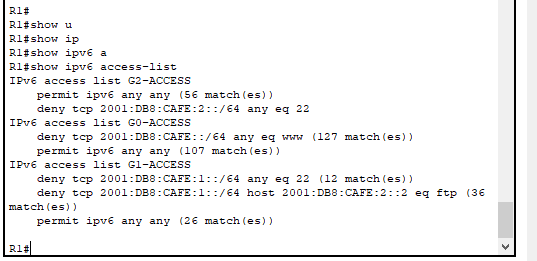 R1#
R1#show u
R1#show ip
R1#show ipv6 a
R1#show ipv6 access-list
IPv6 access list G2-ACCESS
    permit ipv6 any any (56 match(es))
    deny tcp 2001:DB8:CAFE:2::/64 any eq 22
IPv6 access list G0-ACCESS
    deny tcp 2001:DB8:CAFE::/64 any eq www (127 match(es))
    permit ipv6 any any (107 match(es))
IPv6 access list G1-ACCESS
    deny tcp 2001:DB8:CAFE:1::/64 any eq 22 (12 match(es))
    deny tcp 2001:DB8:CAFE:1::/64 host 2001:DB8:CAFE:2::2 eq ftp (36
match(es))
    permit ipv6 any any (26 match(es))
R1#